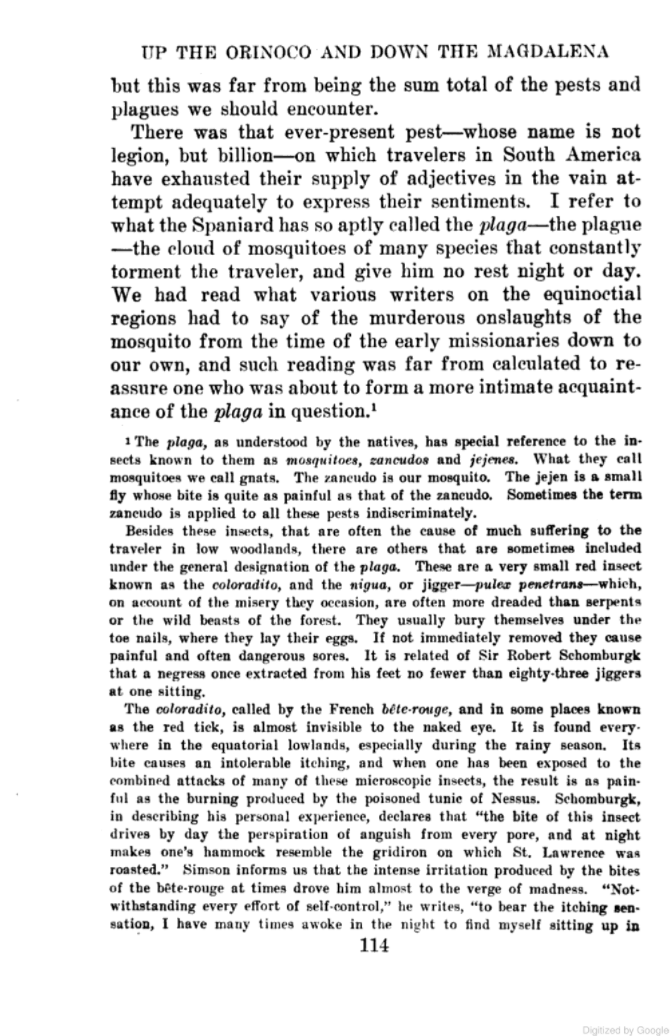 UP THE ORINOCO AND DOWN THE MAGDALENA
but this was far from being the sum total of the pests and
plagues we should encounter.
There was that ever-present pest—whose name is not
legion, but billion—on which travelers in South America
have exhausted their supply of adjectives in the vain at-
tempt adequately to express their sentiments. I refer to
what the Spaniard has so aptly called the plaga—the plague
—the cloud of mosquitoes of many species that constantly
torment the traveler, and give him no rest night or day.
We had read what various writers on the equinoctial
regions had to say of the murderous onslaughts of the
mosquito from the time of the early missionaries down to
our own, and such reading was far from calculated to re-
assure one who was about to form a more intimate acquaint-
ance of the plaga in question.¹
¹ The plaga, as understood by the natives, has special reference to the in-
sects known to them as mosquitoes, zancudos and jejenes. What they call
mosquitoes we call gnats. The zancudo is our mosquito. The jejen is a small
fly whose bite is quite as painful as that of the zancudo. Sometimes the term
zancudo is applied to all these pests indiscriminately.
Besides these insects, that are often the cause of much suffering to the
traveler in low woodlands, there are others that are sometimes included
under the general designation of the plaga. These are a very small red insect
known as the coloradito, and the nigua, or jigger—pulex penetrans—which,
on account of the misery they occasion, are often more dreaded than serpents
or the wild beasts of the forest. They usually bury themselves under the
toe nails, where they lay their eggs. If not immediately removed they cause
painful and often dangerous sores. It is related of Sir Robert Schomburgk
that a negress once extracted from his feet no fewer than eighty-three jiggers
at one sitting.
The coloradito, called by the French bête-rouge, and in some places known
as the red tick, is almost invisible to the naked eye. It is found every-
where in the equatorial lowlands, especially during the rainy season. Its
bite causes an intolerable itching, and when one has been exposed to the
combined attacks of many of these microscopic insects, the result is as pain-
ful as the burning produced by the poisoned tunic of Nessus. Schomburgk,
in describing his personal experience, declares that “the bite of this insect
drives by day the perspiration of anguish from every pore, and at night
makes one's hammock resemble the gridiron on which St. Lawrence was
roasted.” Simson informs us that the intense irritation produced by the bites
of the bête-rouge at times drove him almost to the verge of madness. “Not-
withstanding every effort of self-control,” he writes, “to bear the itching sen-
sation, I have many times awoke in the night to find myself sitting up in
114
Digitized by Google